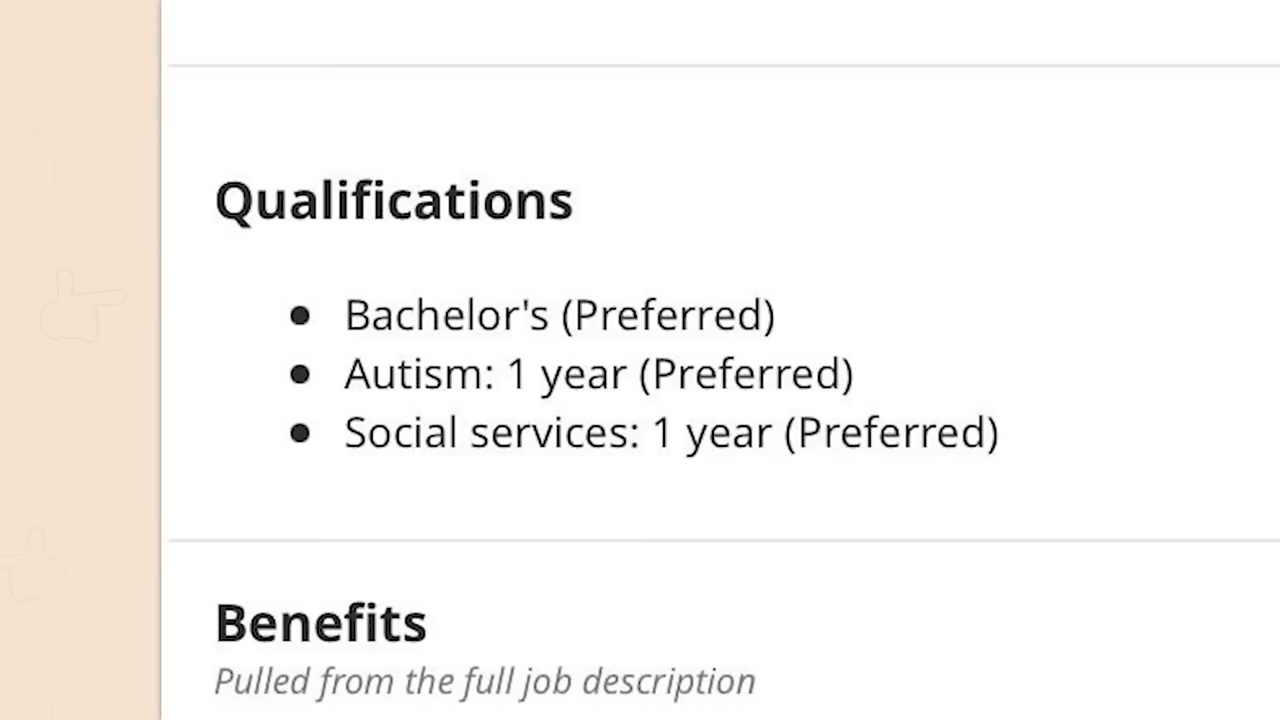 Qualifications
Bachelor's (Preferred)
Autism: 1 year (Preferred)
Social services: 1 year (Preferred)
Benefits
Pulled from the full job description